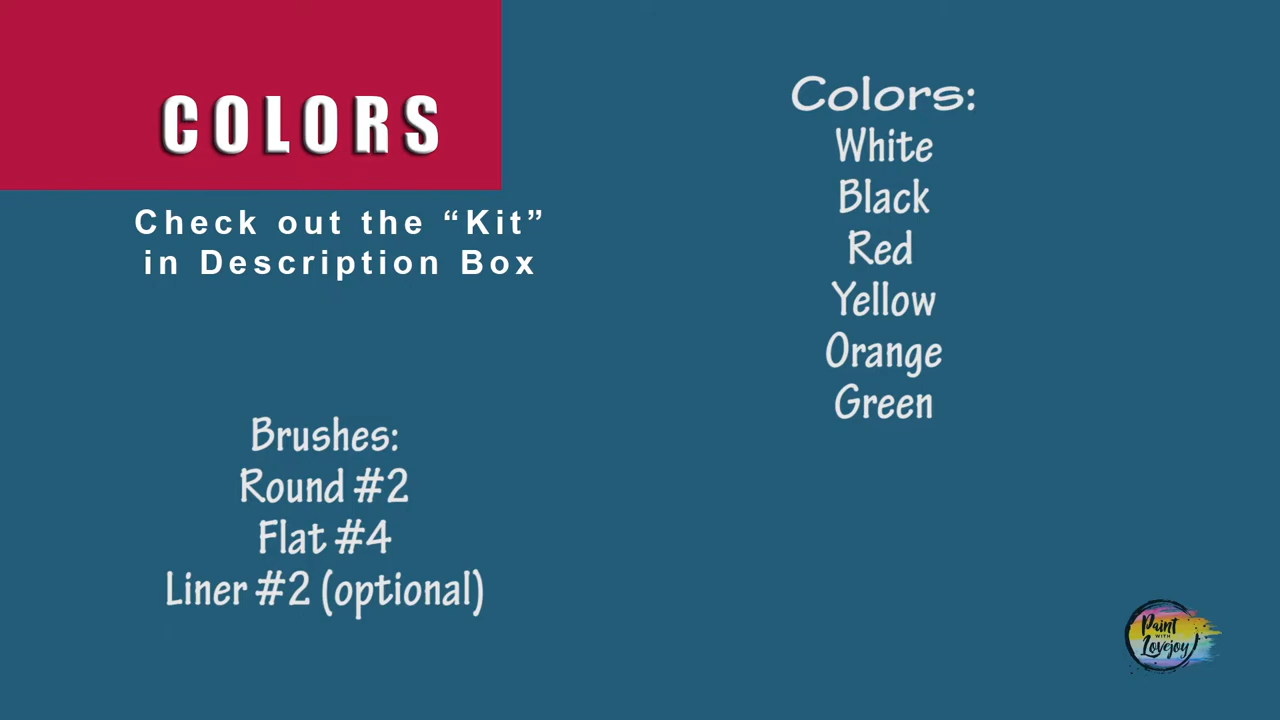 COLORS
Check out the “Kit”
in Description Box
Brushes:
Round #2
Flat #4
Liner #2 (optional)
Colors:
White
Black
Red
Yellow
Orange
Green
Paint
WITH
Lovejoy